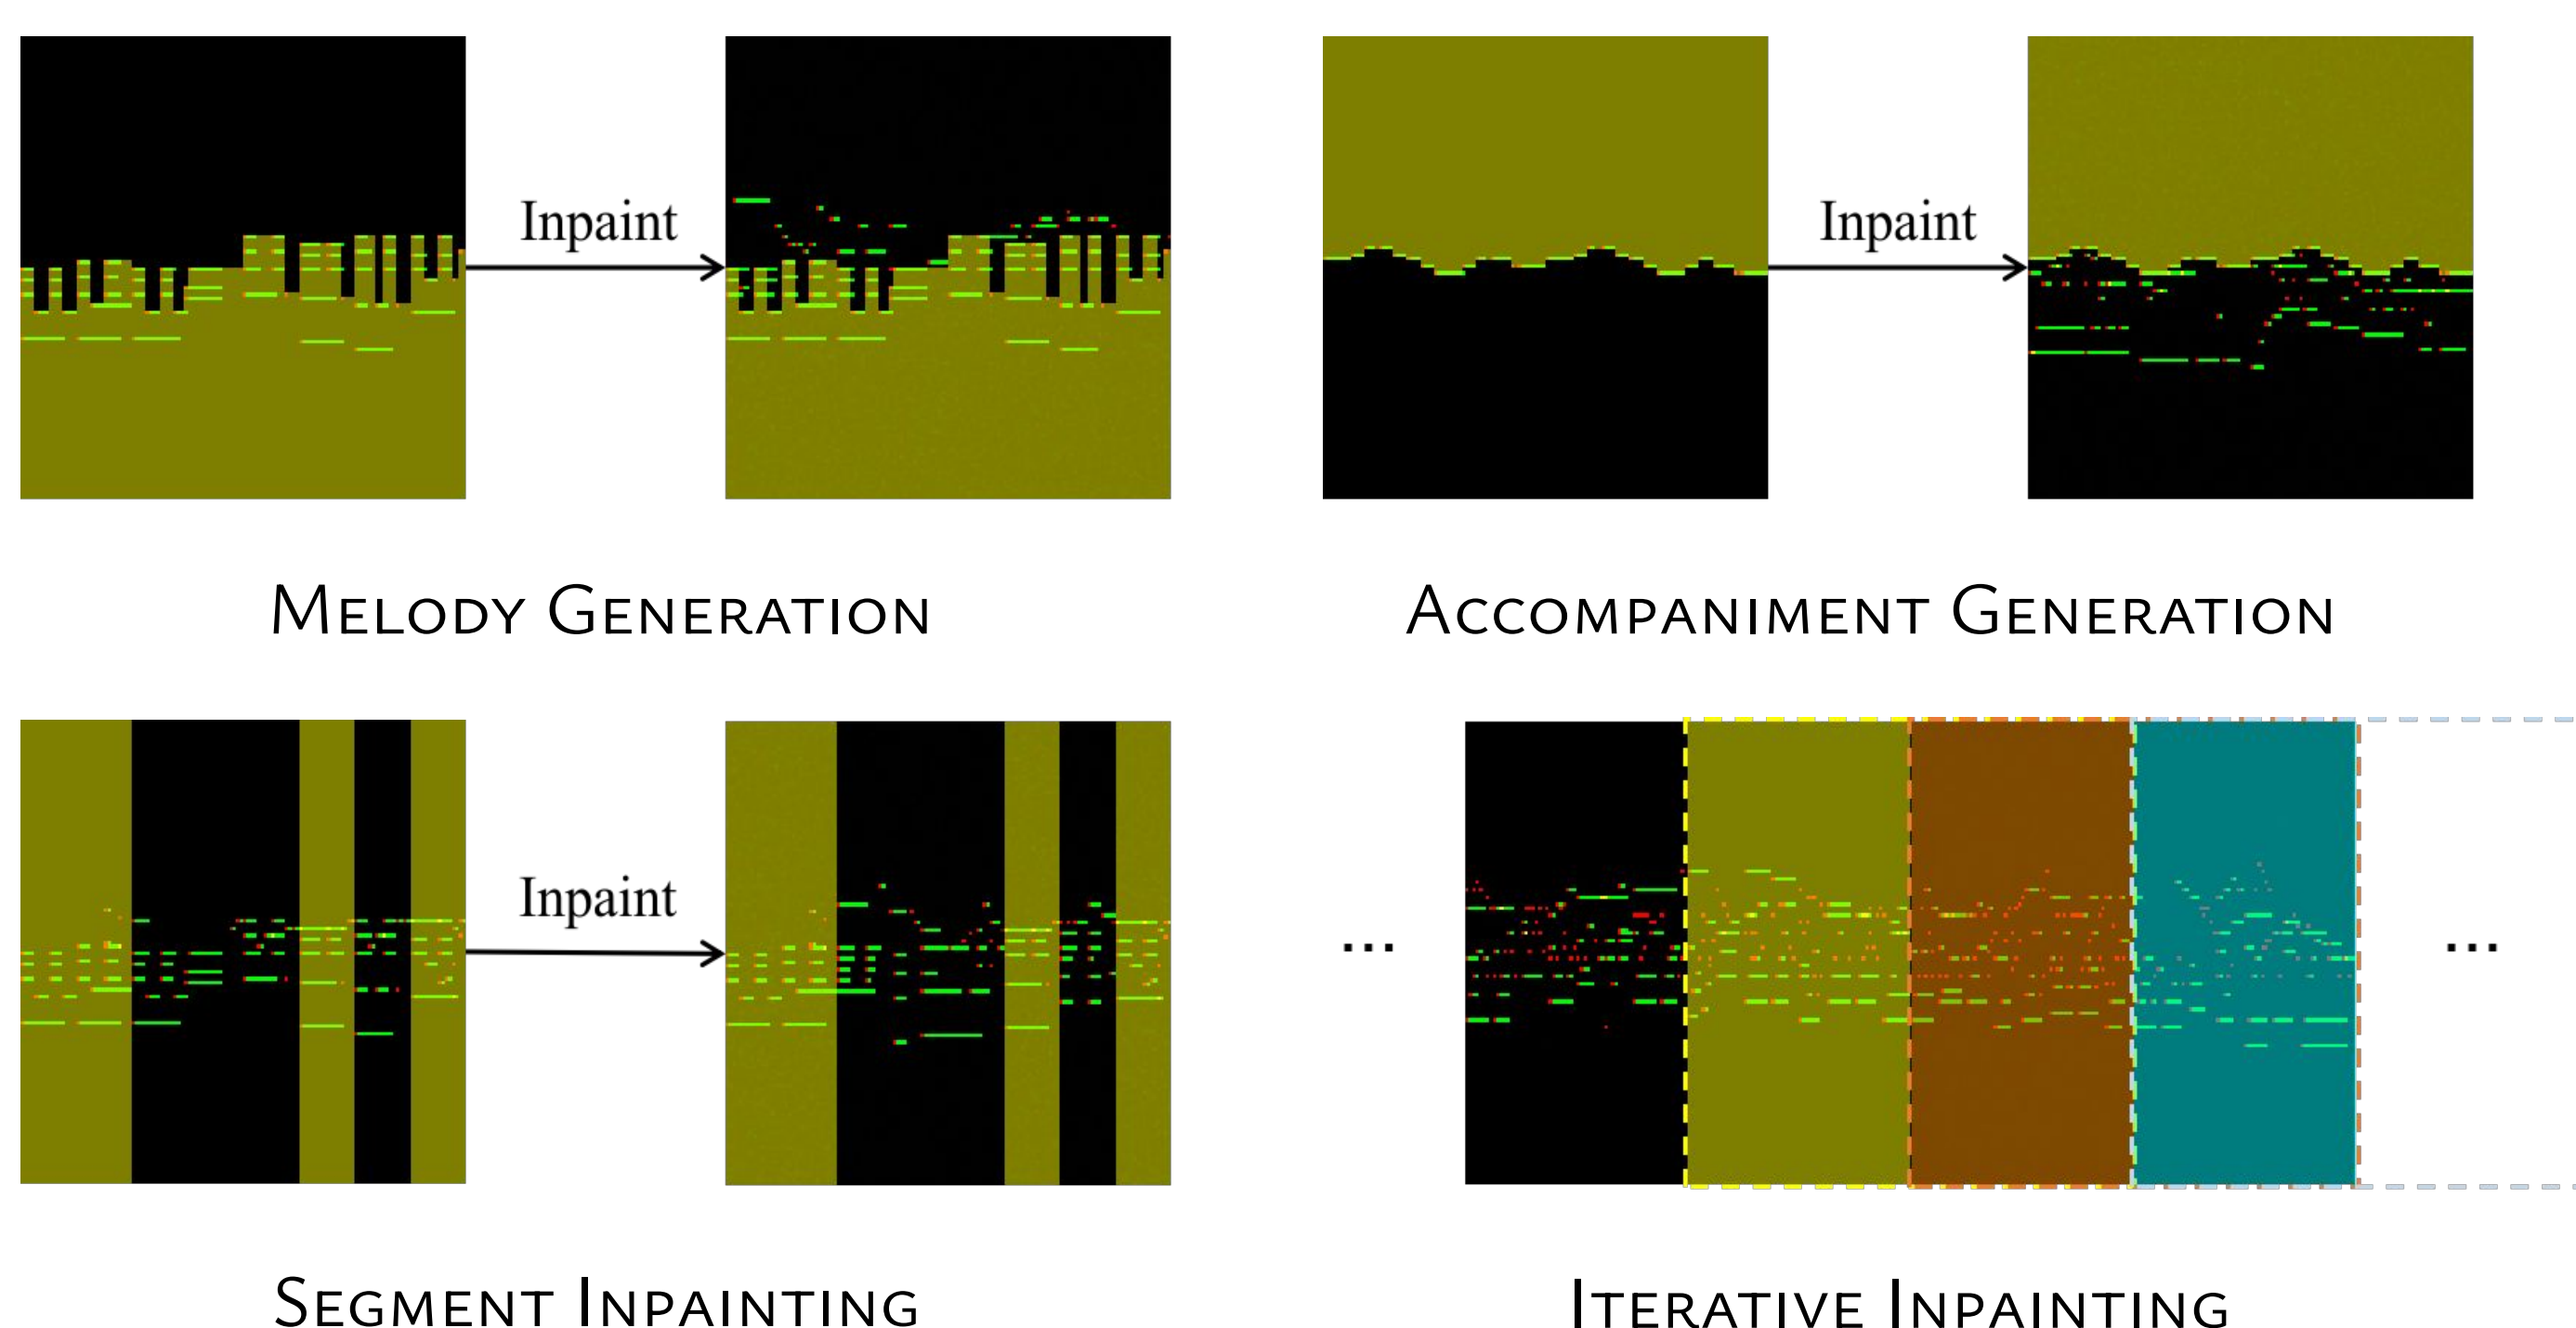 Inpaint
Inpaint
MELODY GENERATION
ACCOMPANIMENT GENERATION
Inpaint
...
...
SEGMENT INPAINTING
ITERATIVE INPAINTING